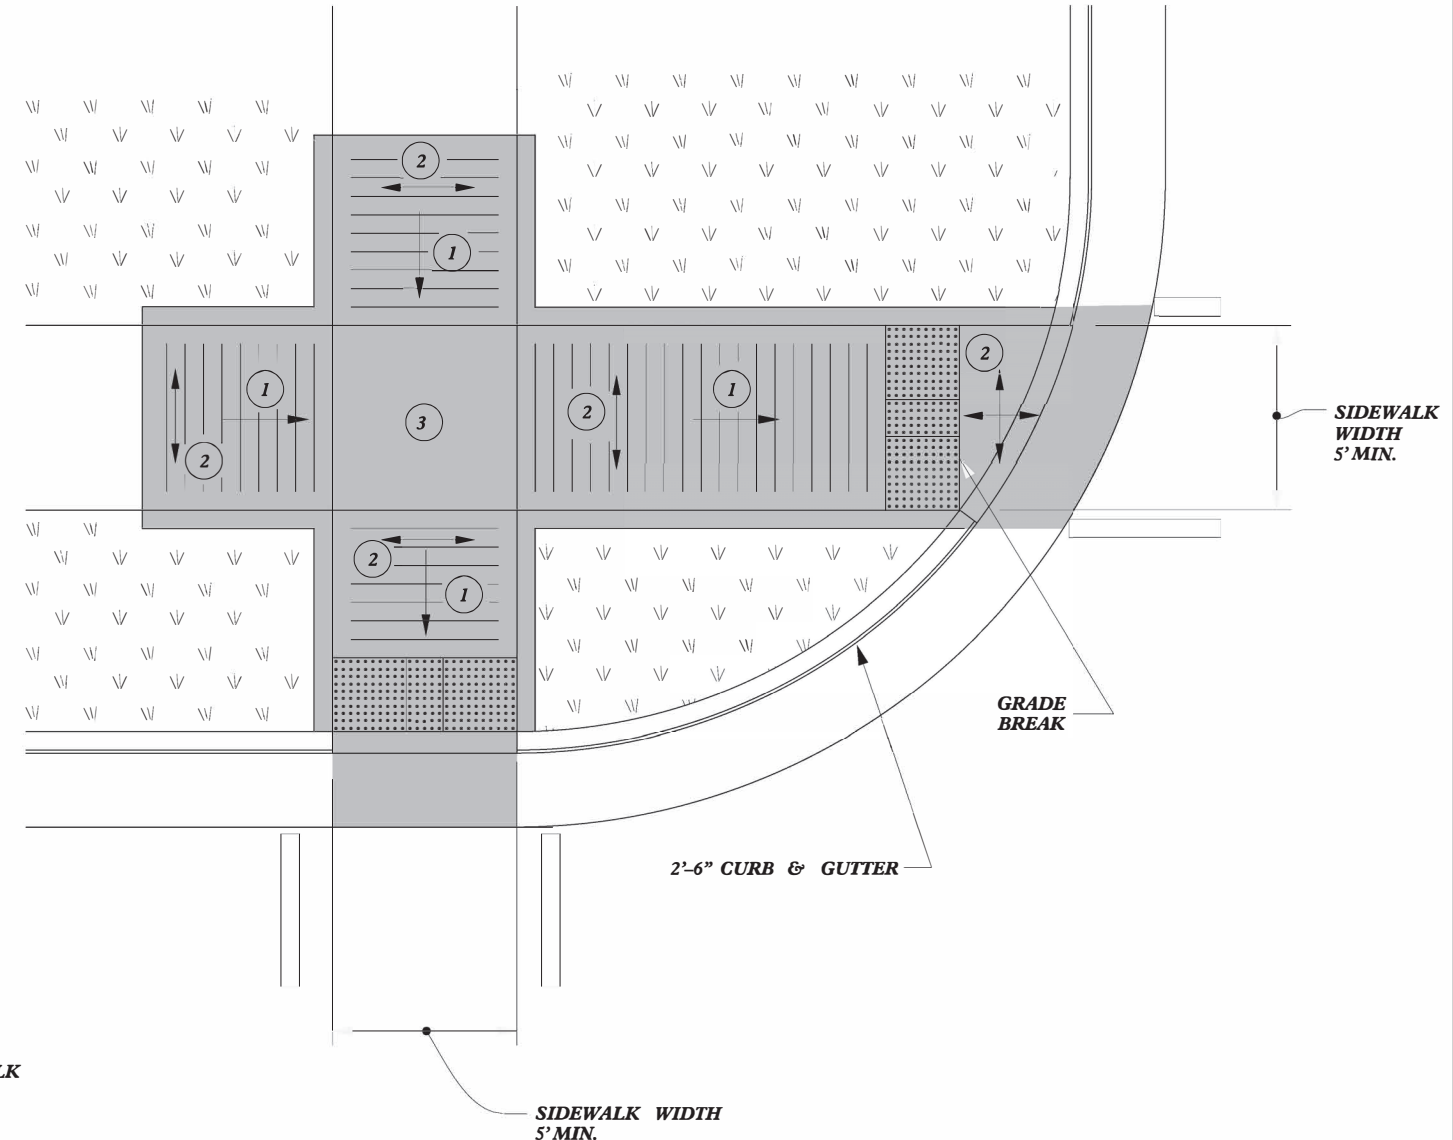 2
1
2
1
3
2
1
2
2
1
SIDEWALK
WIDTH
5' MIN.
GRADE
BREAK
2'–6” CURB & GUTTER
LK
SIDEWALK WIDTH
5' MIN.